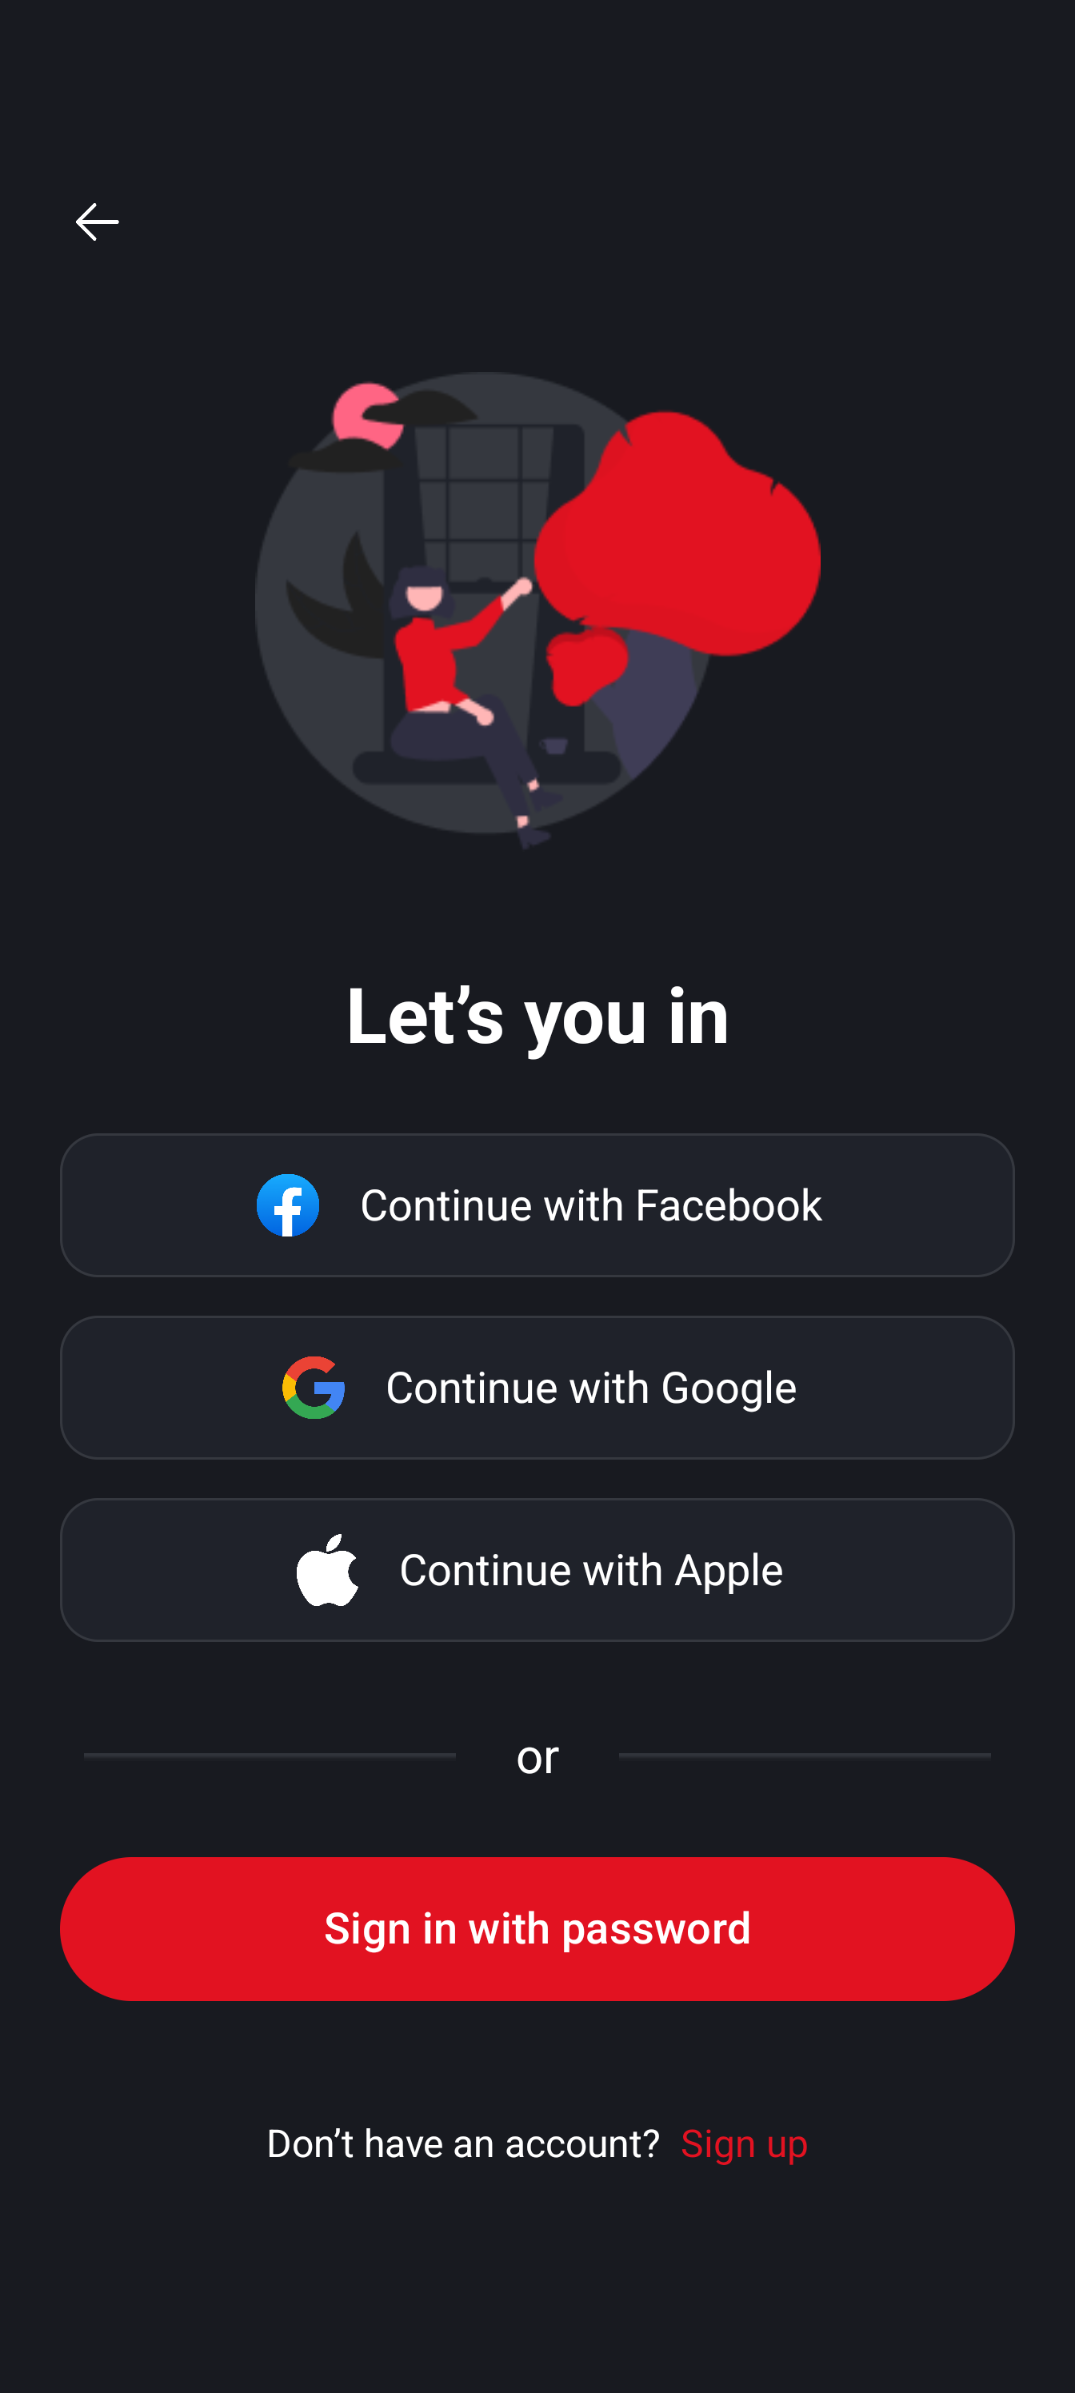 Let’s you in
Continue with Facebook
Continue with Google
Continue with Apple
or
Sign in with password
Don’t have an account? Sign up